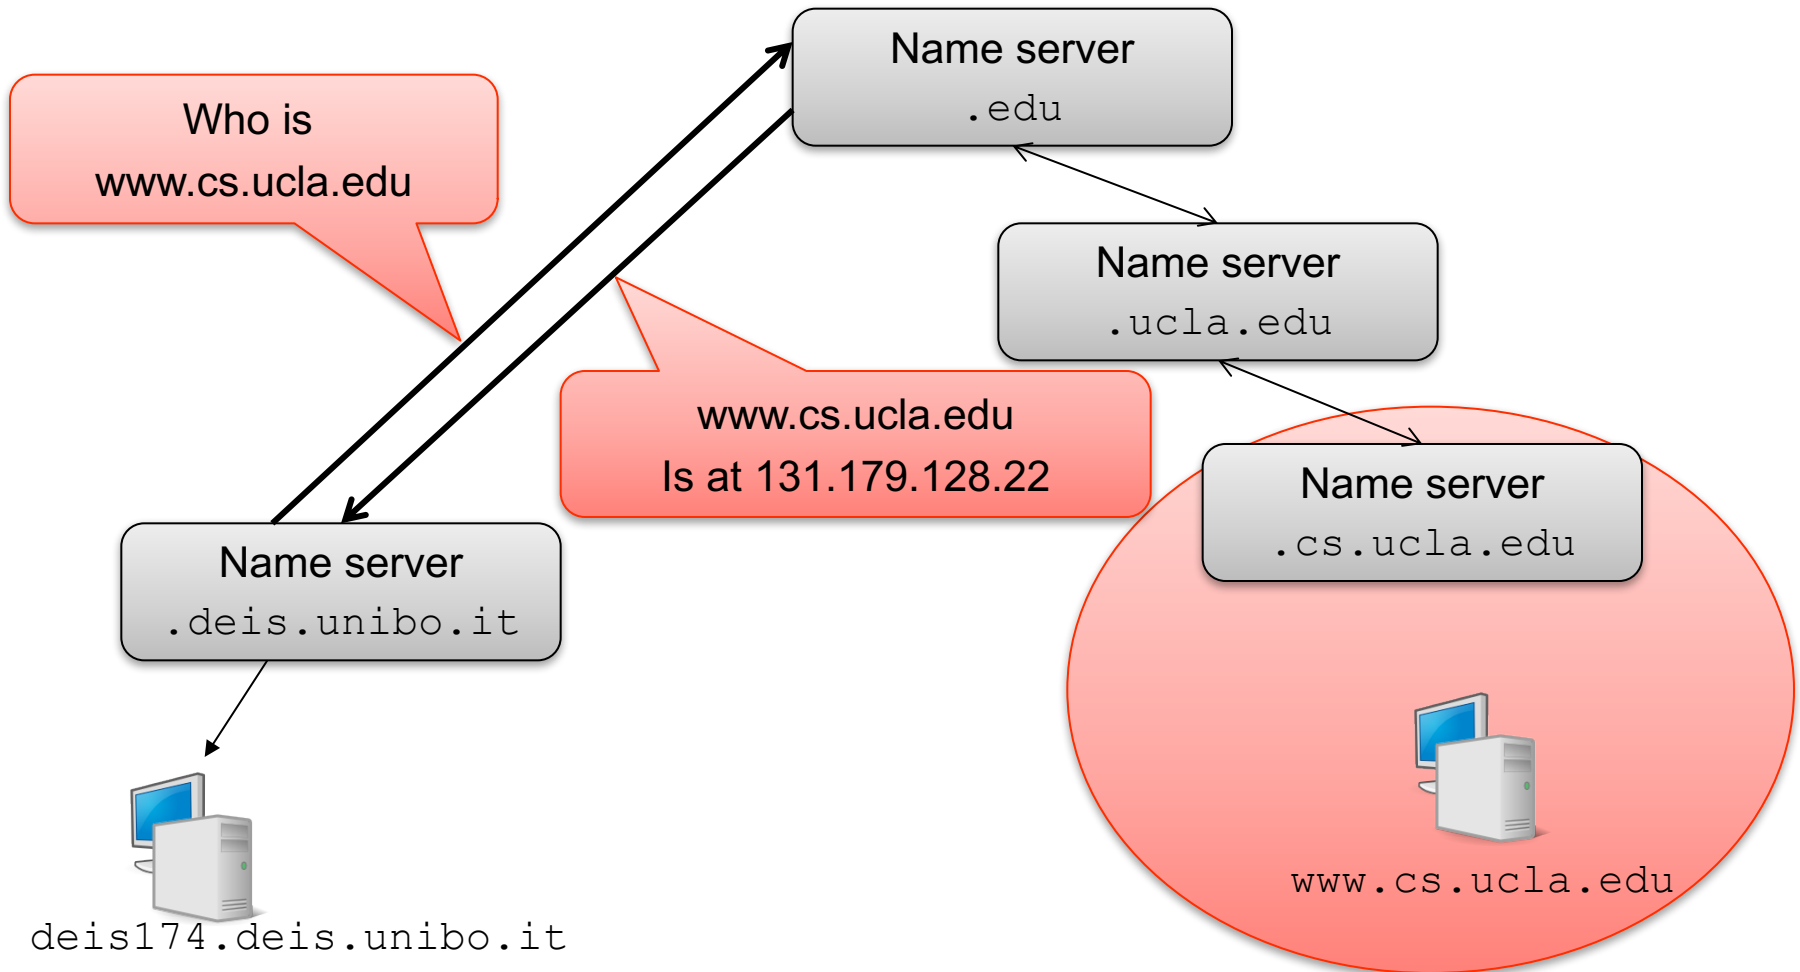 Name server
.edu
Who is
www.cs.ucla.edu
Name server
.ucla.edu
www.cs.ucla.edu
Is at 131.179.128.22
Name server
.cs.ucla.edu
Name server
.deis.unibo.it
www.cs.ucla.edu
deis174.deis.unibo.it